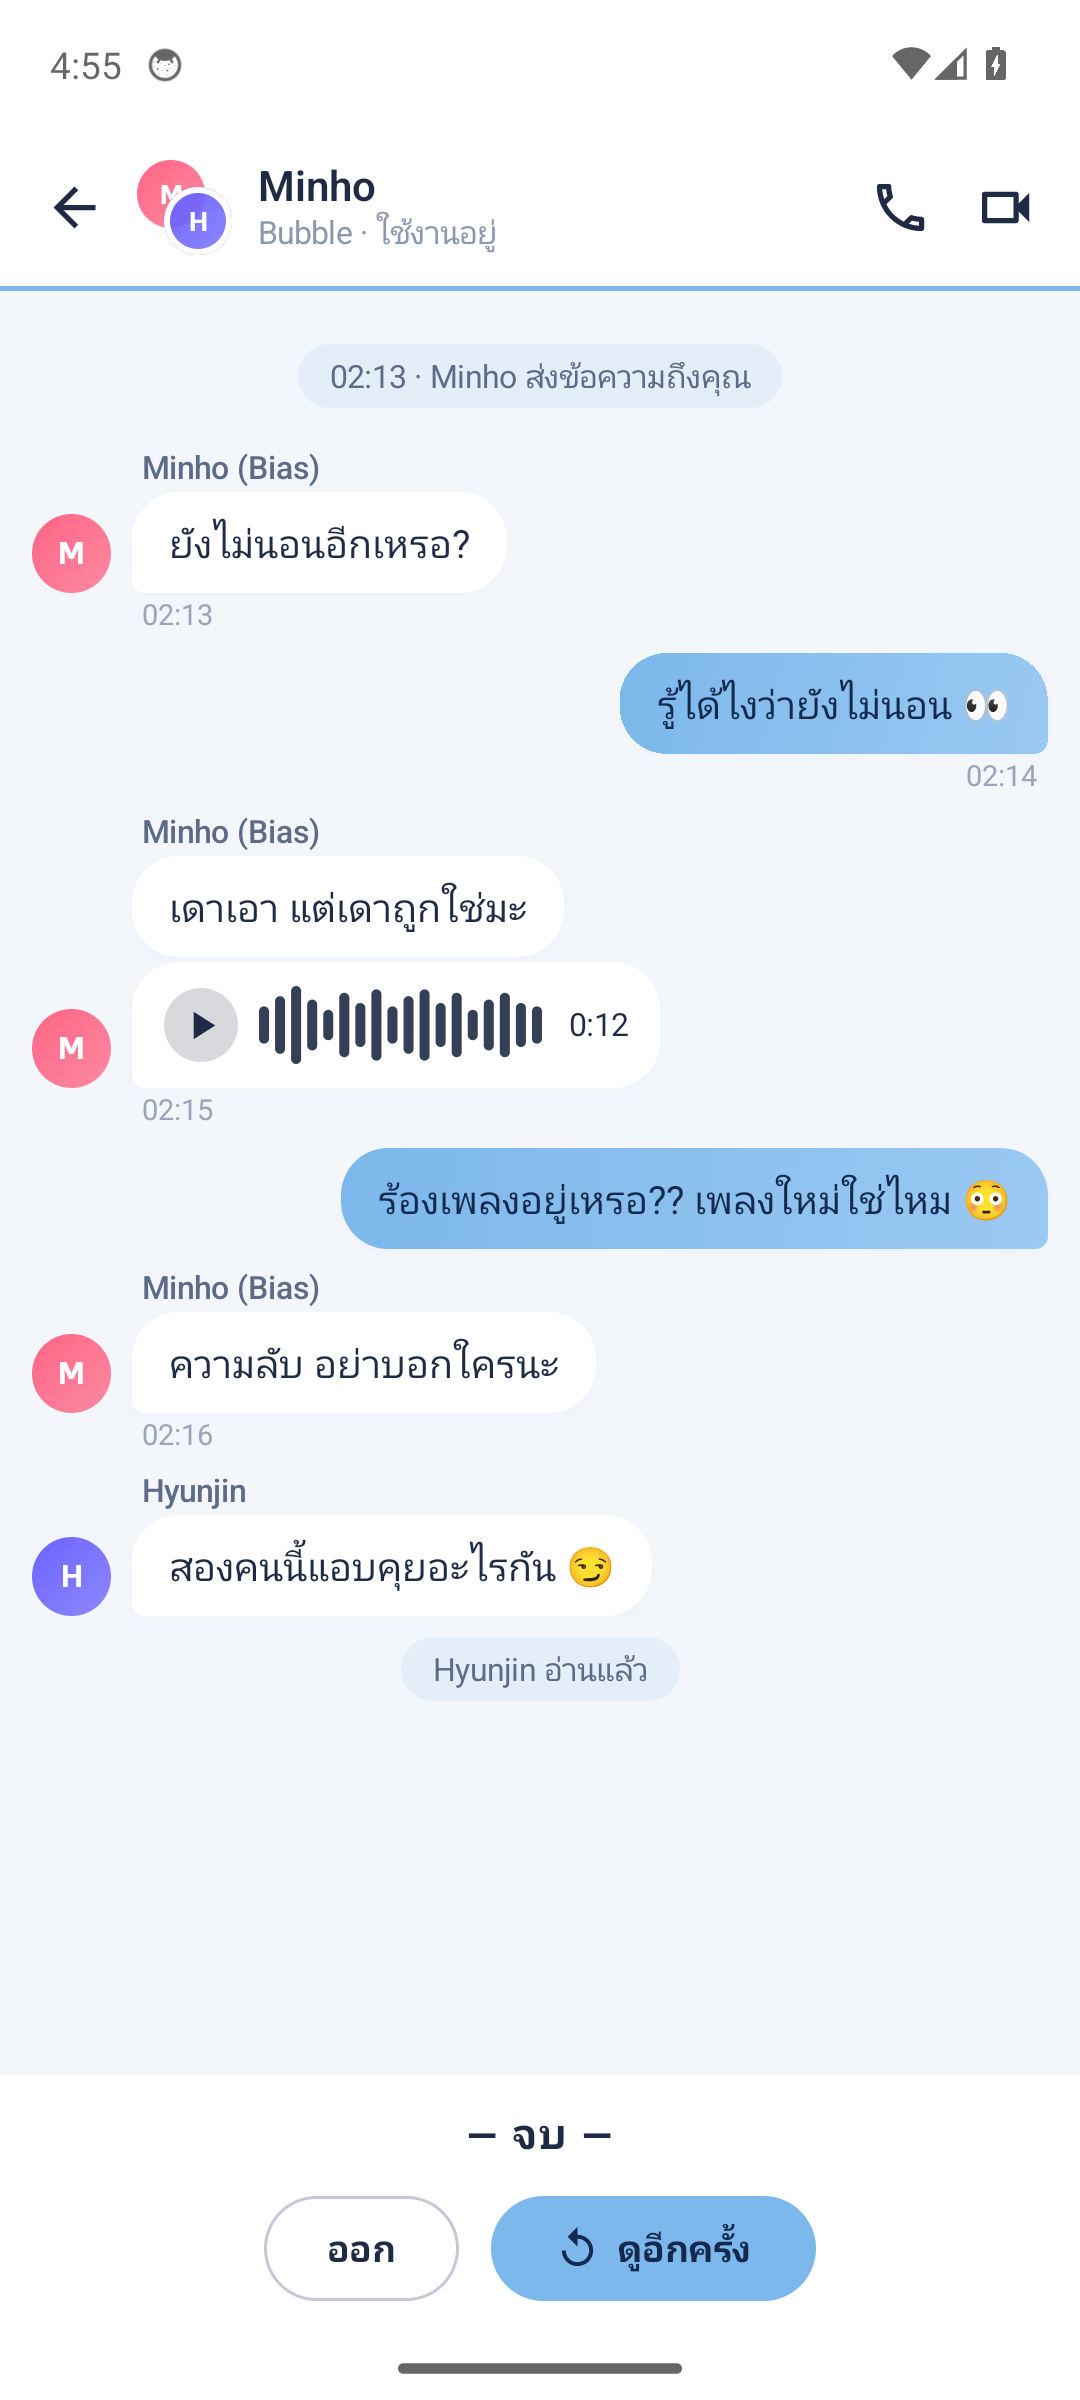 4:55
M
H
Minho
Bubble · ใช้งานอยู่
02:13 · Minho ส่งข้อความถึงคุณ
Minho (Bias)
M
ยังไม่นอนอีกเหรอ?
02:13
รู้ได้ไงว่ายังไม่นอน 👀
02:14
Minho (Bias)
เดาเอา แต่เดาถูกใช่มะ
M
0:12
02:15
ร้องเพลงอยู่เหรอ?? เพลงใหม่ใช่ไหม 😳
Minho (Bias)
M
ความลับ อย่าบอกใครนะ
02:16
Hyunjin
H
สองคนนี้แอบคุยอะไรกัน 😏
Hyunjin อ่านแล้ว
– จบ –
ออก
ดูอีกครั้ง